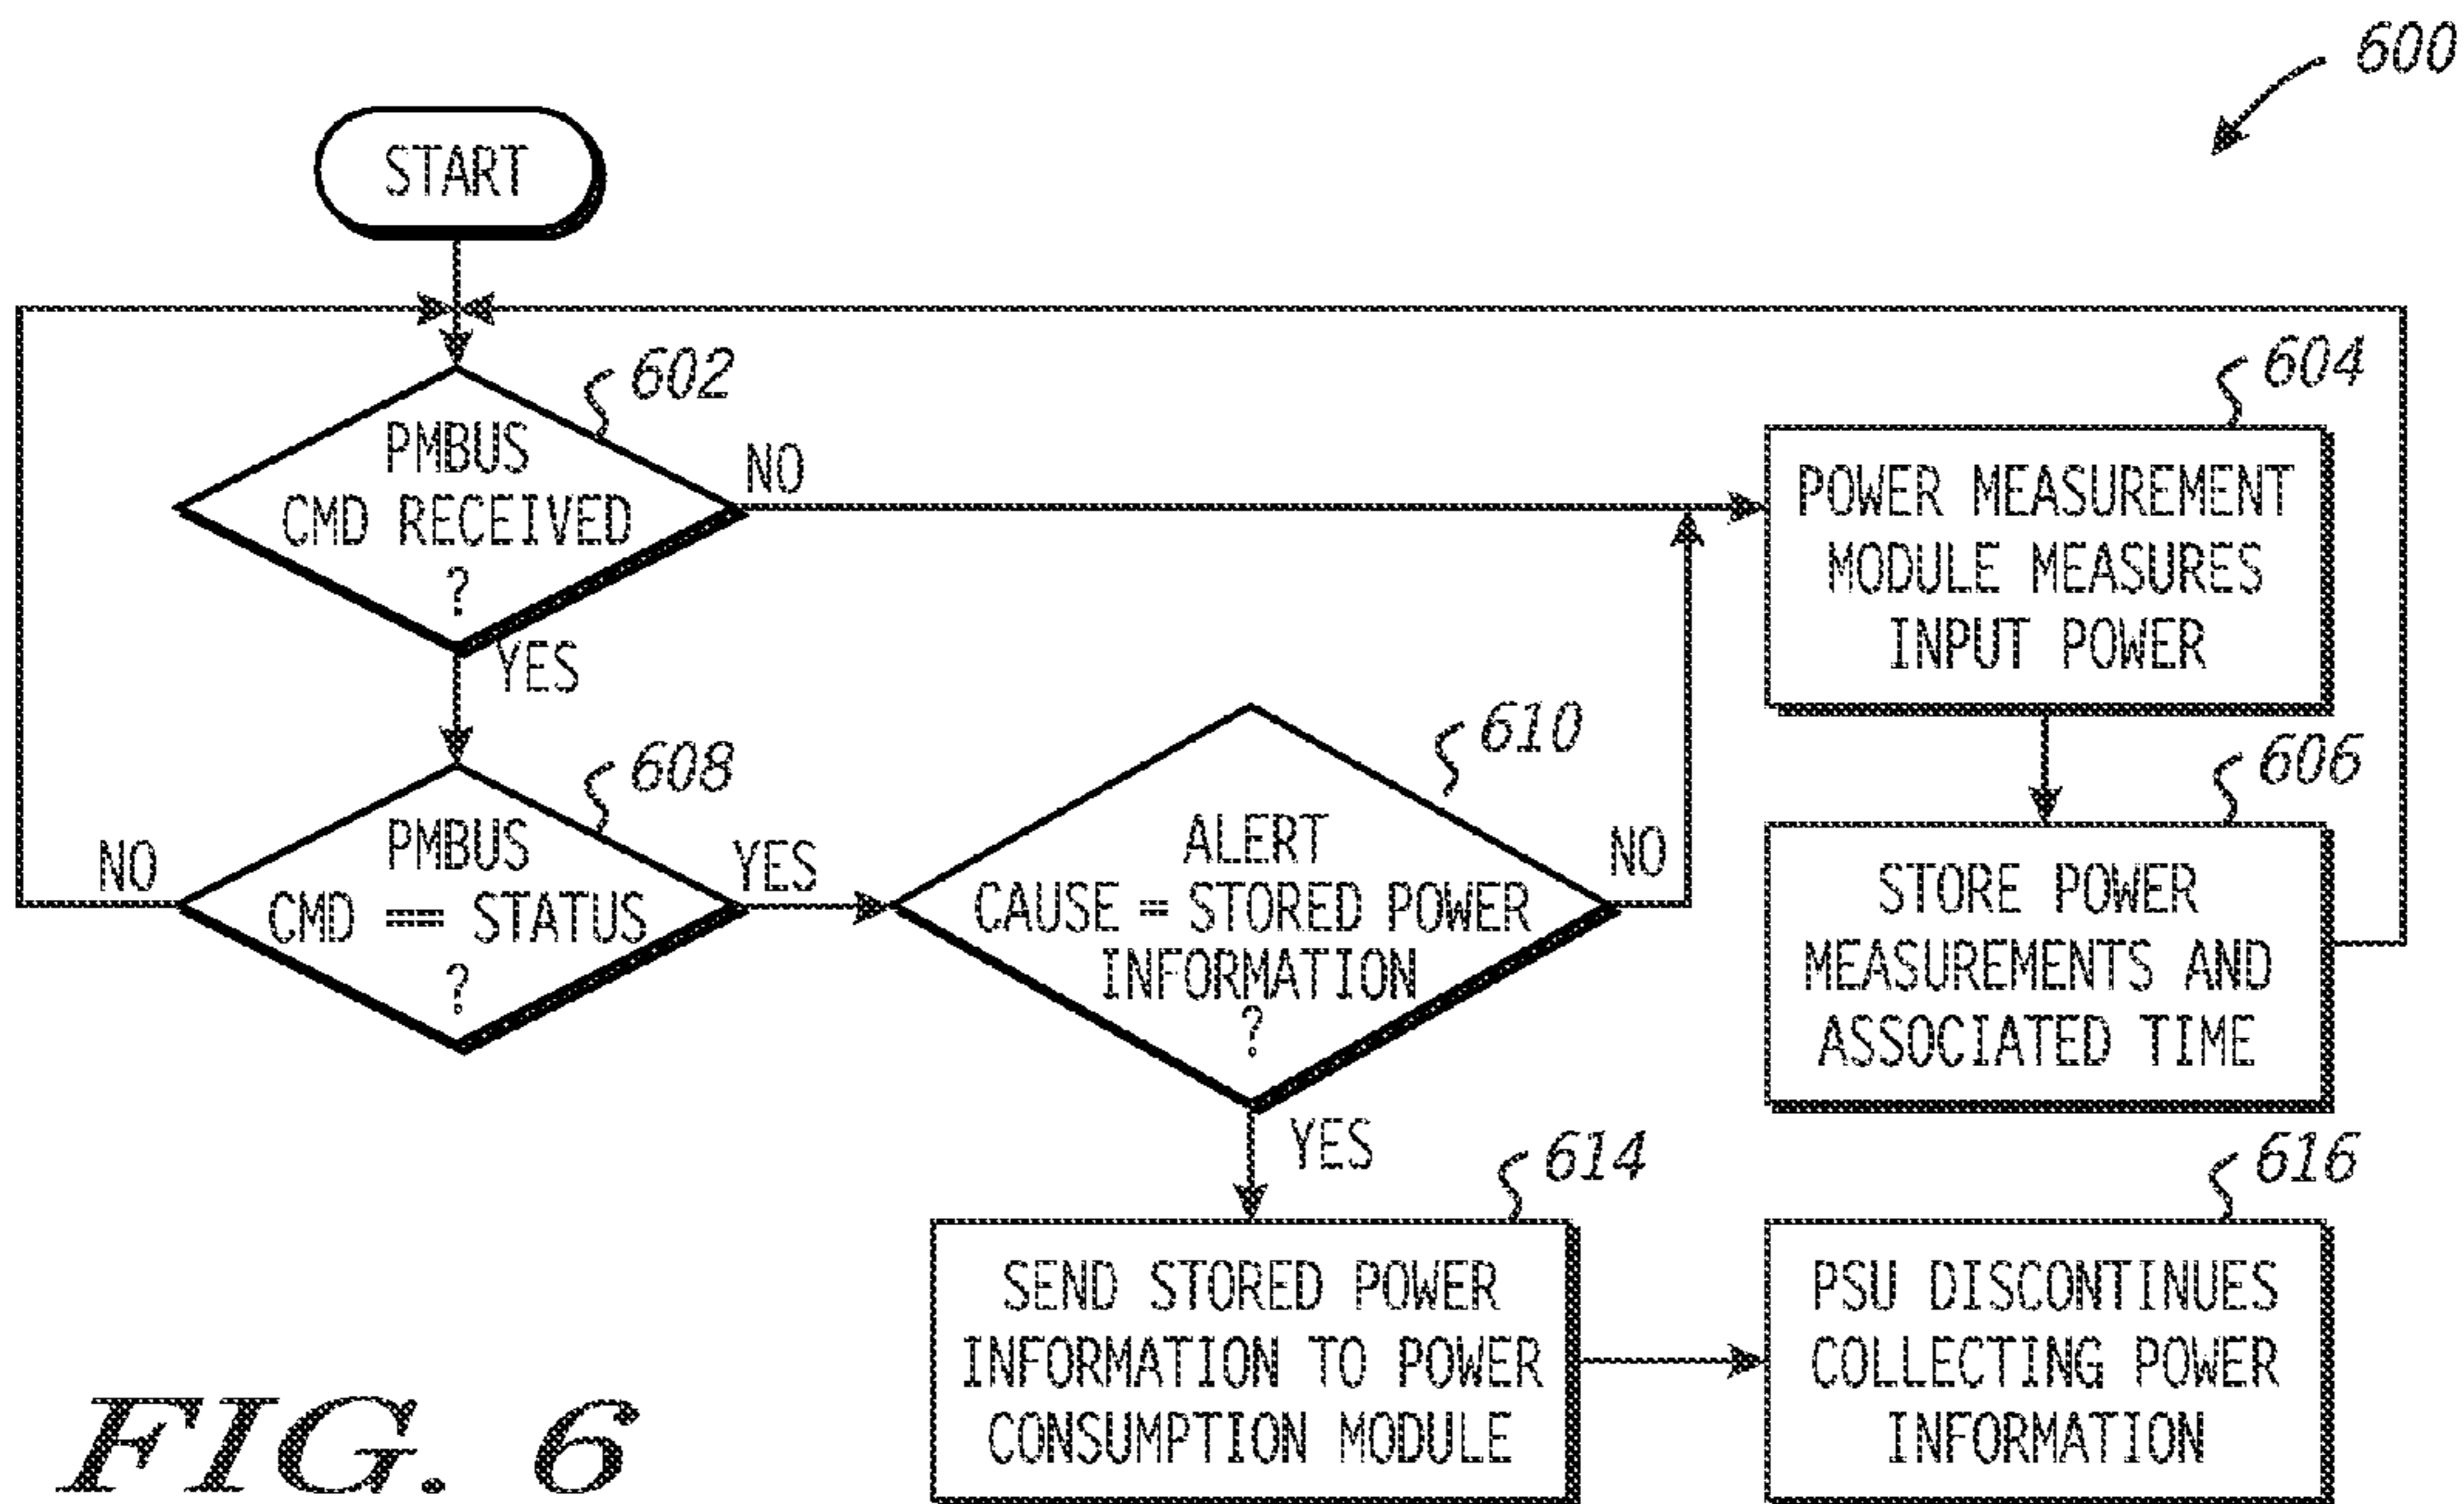 600
START
602
PMBUS
CMD RECEIVED
?
NO
YES
604
POWER MEASUREMENT
MODULE MEASURES
INPUT POWER
608
PMBUS
CMD == STATUS
?
NO
YES
610
ALERT
CAUSE = STORED POWER
INFORMATION
?
NO
YES
606
STORE POWER
MEASUREMENTS AND
ASSOCIATED TIME
614
SEND STORED POWER
INFORMATION TO POWER
CONSUMPTION MODULE
616
PSU DISCONTINUES
COLLECTING POWER
INFORMATION
FIG. 6